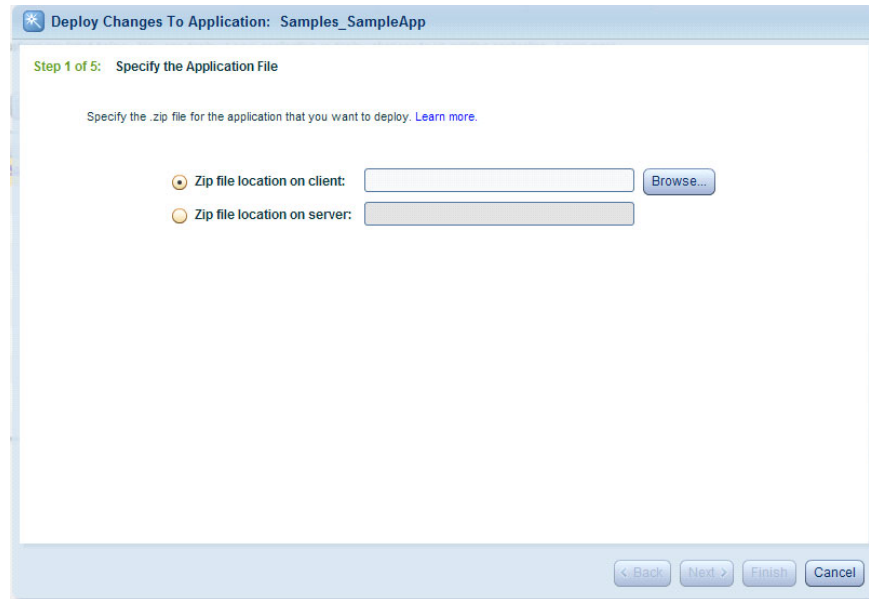 Deploy Changes To Application: Samples_SampleApp
Step 1 of 5: Specify the Application File
Specify the .zip file for the application that you want to deploy. Learn more.
Zip file location on client: Browse...
Zip file location on server:
< Back Next > Finish Cancel